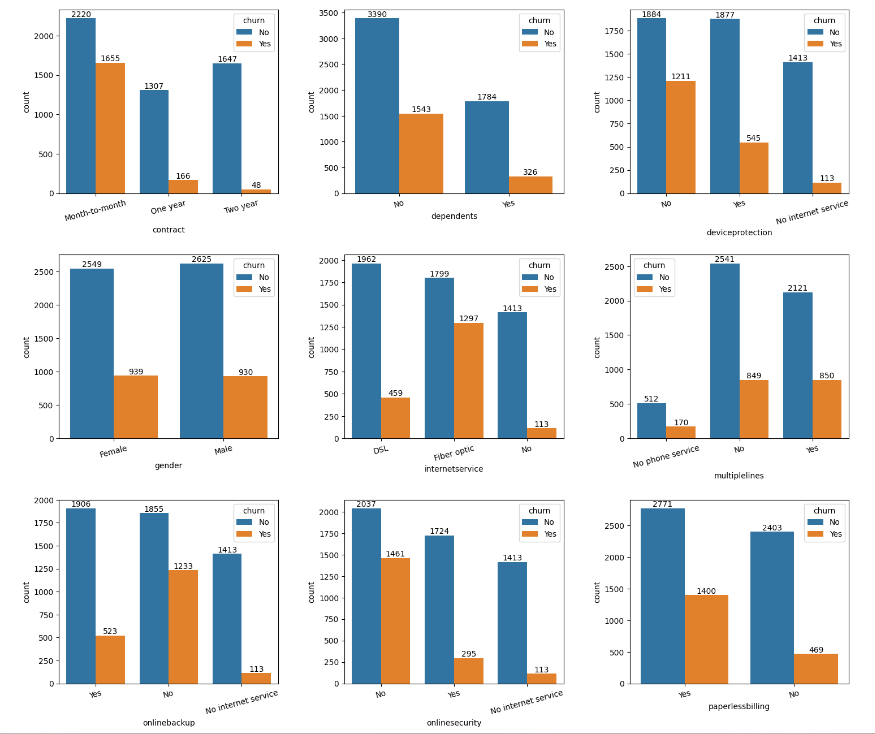 2220
churn
No
Yes
2000
1655
1647
1500
1307
count
1000
500
166
48
0
Month-to-month
One year
Two year
contract
3500
3390
churn
No
Yes
3000
2500
2000
1784
count
1543
1500
1000
500
326
0
No
Yes
dependents
1884
1877
churn
No
Yes
1750
1500
1413
1250
1211
count
1000
750
545
500
250
113
0
No
Yes
No internet service
deviceprotection
2549
2625
churn
No
Yes
2500
2000
1500
count
1000
939
930
500
0
Female
Male
gender
2000
1962
churn
No
Yes
1799
1750
1500
1413
1297
1250
count
1000
750
459
500
250
113
0
DSL
Fiber optic
No
internetservice
churn
No
Yes
2541
2500
2121
2000
1500
count
1000
849
850
512
500
170
0
No phone service
No
Yes
multiplelines
2000
1906
1855
churn
No
Yes
1750
1500
1413
1250
1233
count
1000
750
523
500
250
113
0
Yes
No
No internet service
onlinebackup
2037
churn
No
Yes
2000
1750
1724
1500
1461
1413
1250
count
1000
750
500
295
250
113
0
No
Yes
No internet service
onlinesecurity
2771
churn
No
Yes
2500
2403
2000
1500
1400
count
1000
500
469
0
Yes
No
paperlessbilling